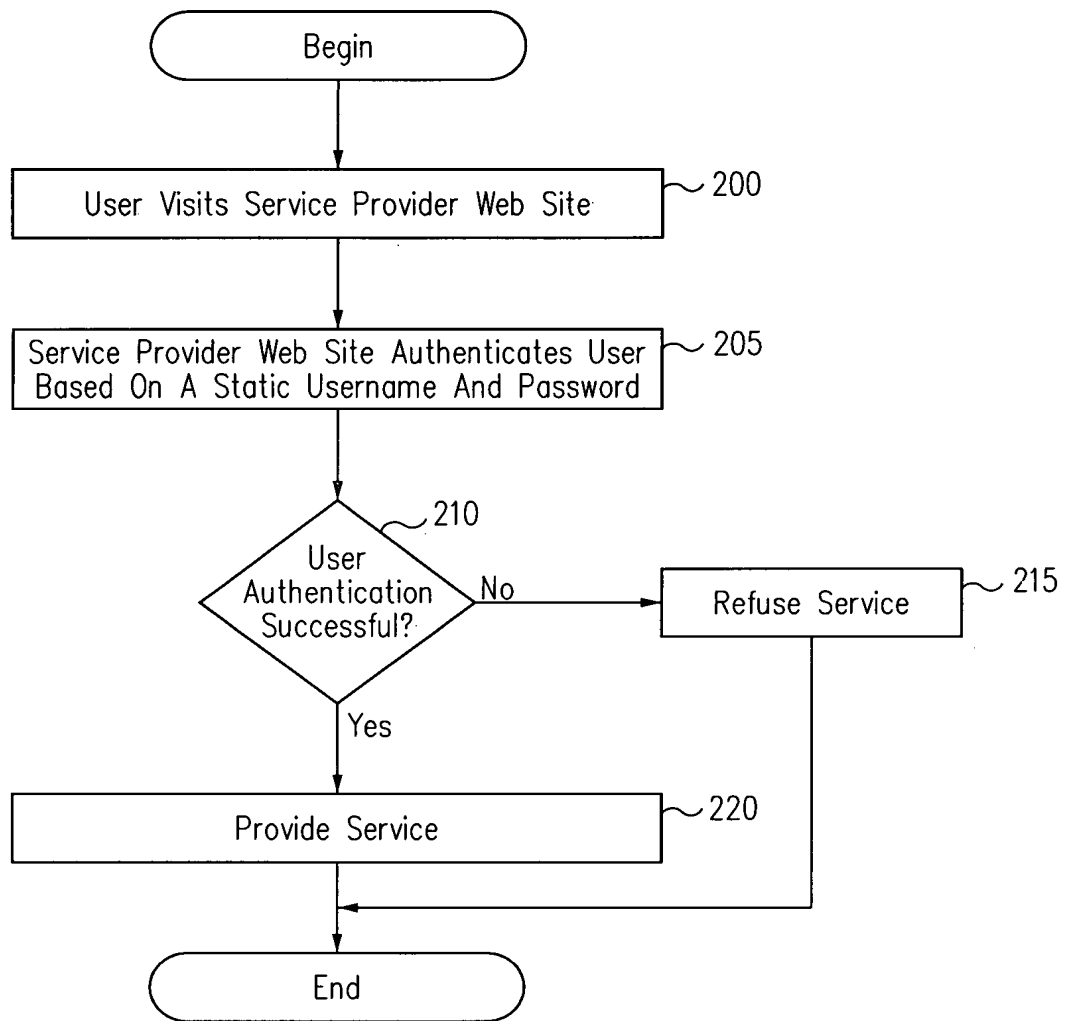 Begin
User Visits Service Provider Web Site
200
Service Provider Web Site Authenticates User
Based On A Static Username And Password
205
210
User
Authentication
Successful?
No
Refuse Service
215
Yes
Provide Service
220
End